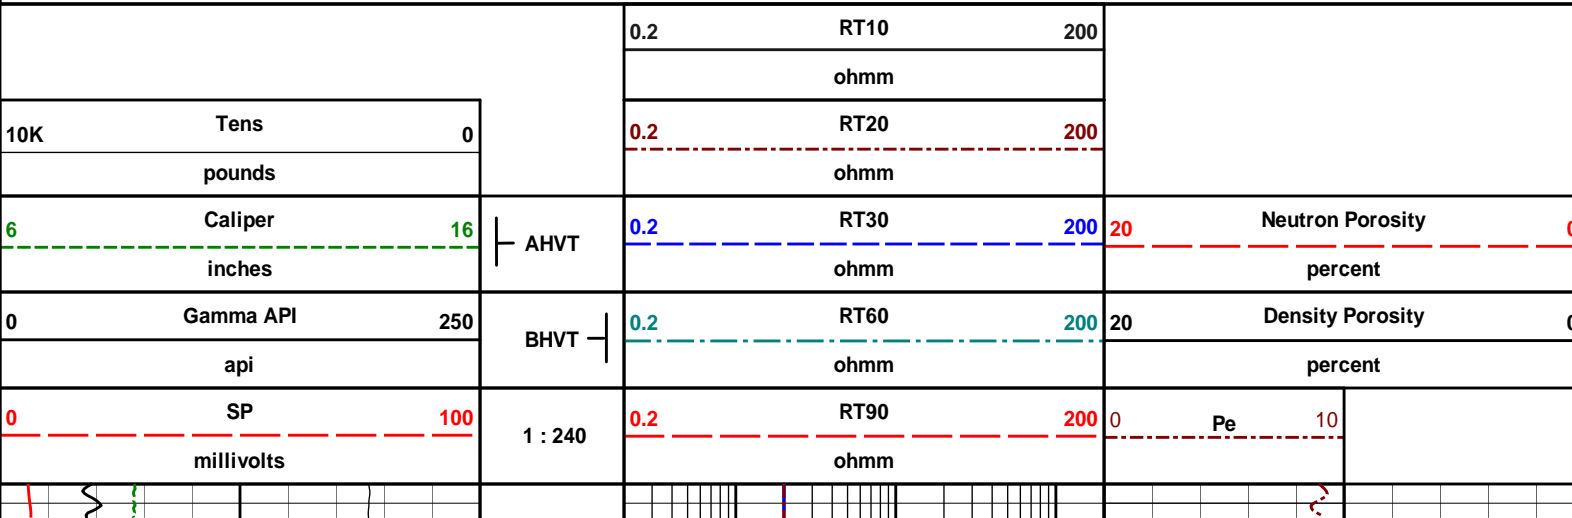 0.2 RT10 200
ohmm
10K Tens 0
pounds
0.2 RT20 200
ohmm
6 Caliper 16
inches
AHVT
0.2 RT30 200
ohmm
20 Neutron Porosity 0
percent
0 Gamma API 250
api
BHVT
0.2 RT60 200
ohmm
20 Density Porosity 0
percent
0 SP 100
millivolts
1 : 240
0.2 RT90 200
ohmm
0 Pe 10